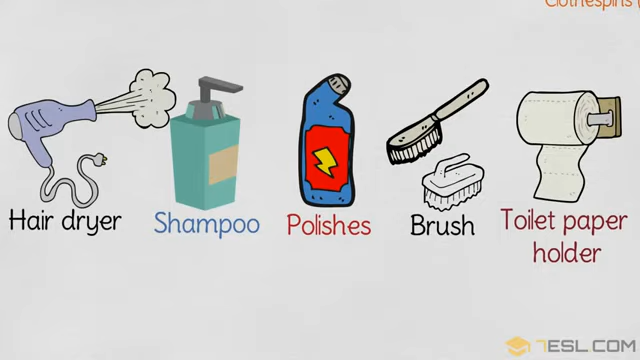 Clothespins
Hair dryer
Shampoo
Polishes
Brush
Toilet paper
holder
7ESL.COM